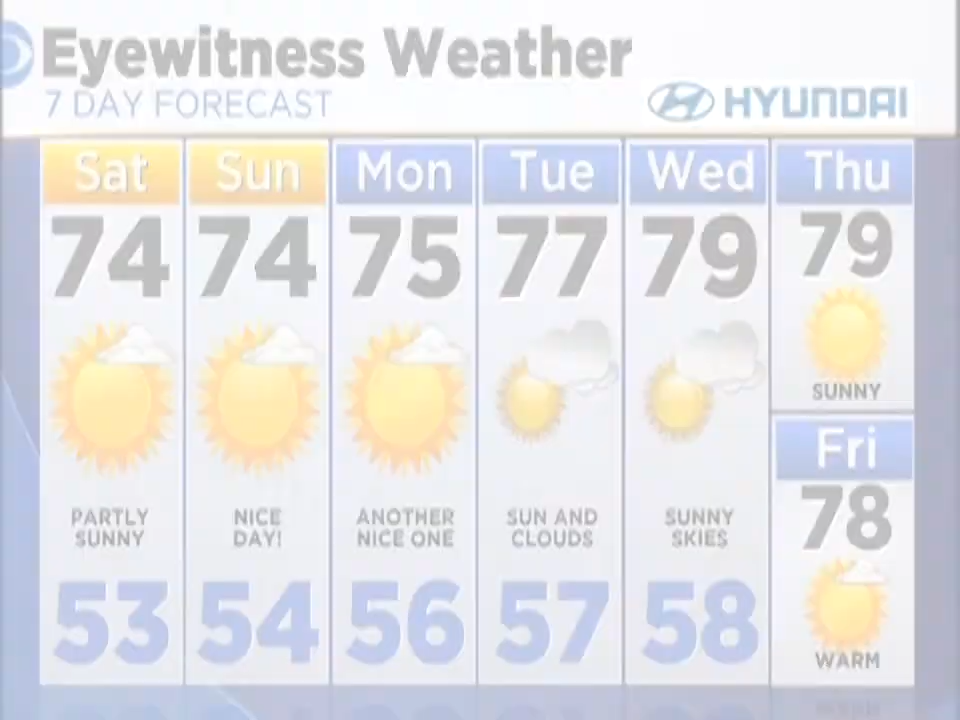 Eyewitness Weather
7 DAY FORECAST
HYUNDAI
Sat
74
PARTLY
SUNNY
53
Sun
74
NICE
DAY!
54
Mon
75
ANOTHER
NICE ONE
56
Tue
77
SUN AND
CLOUDS
57
Wed
79
SUNNY
SKIES
58
Thu
79
SUNNY
Fri
78
WARM